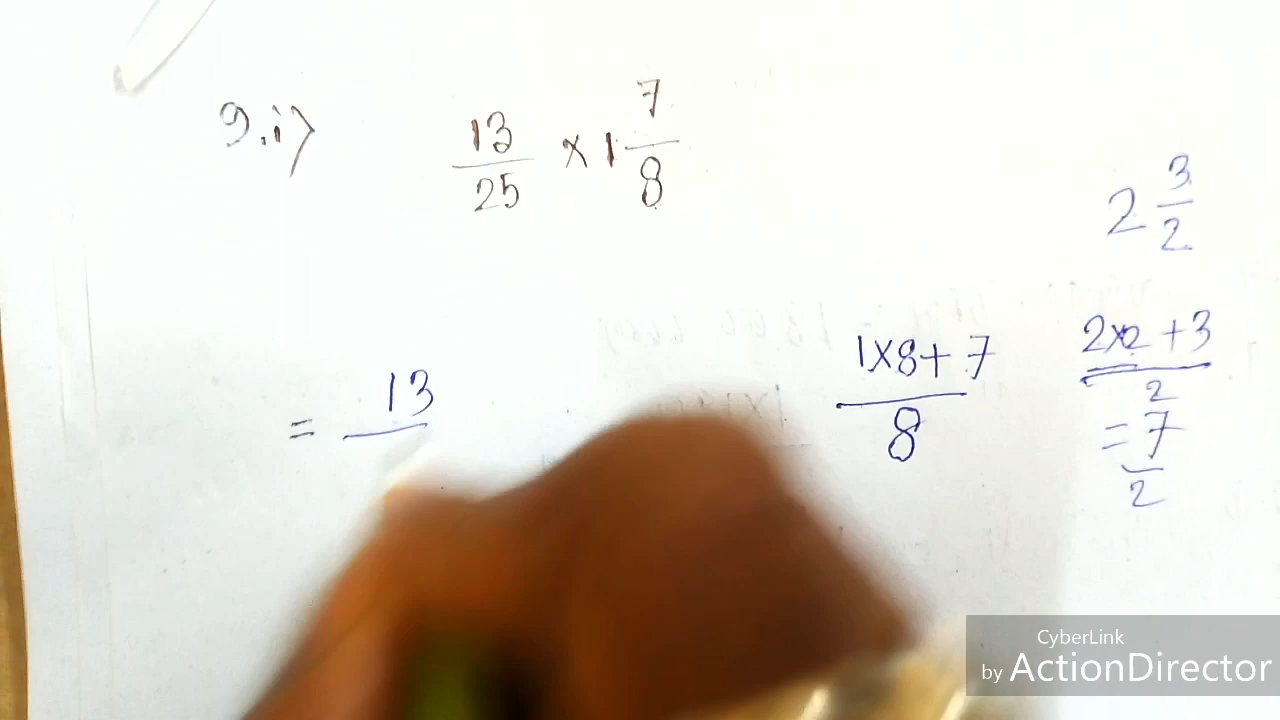 9.i) 13/25 × 1 7/8
2 3/2
= 13
1×8+7/8
2×2+3/2
= 7/2
CyberLink
by ActionDirector